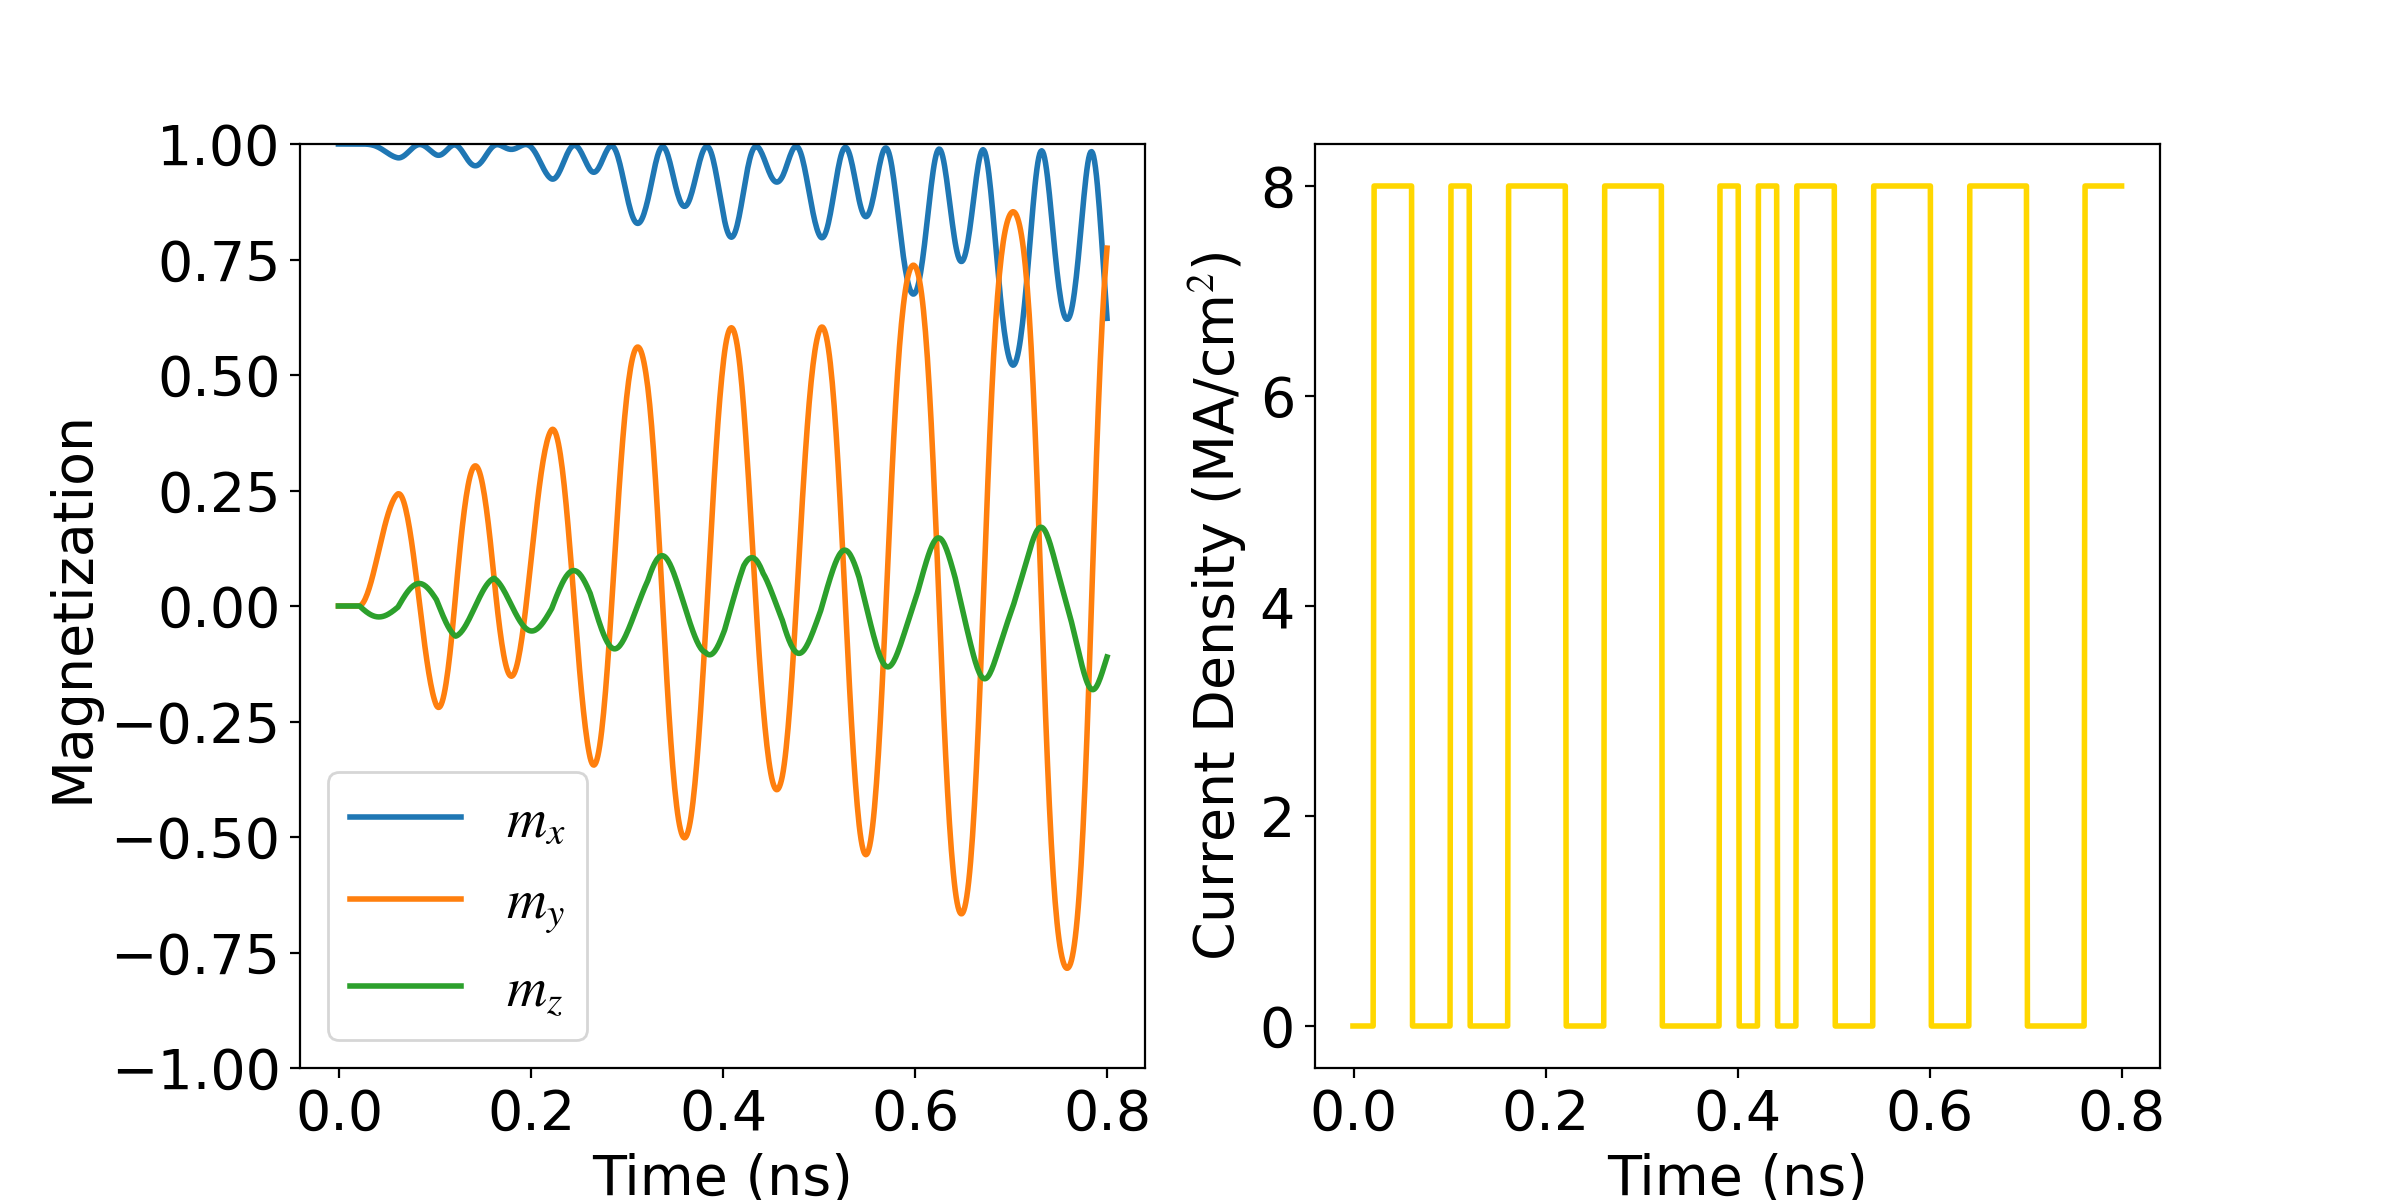 Magnetization
1.00
0.75
0.50
0.25
0.00
−0.25
−0.50
−0.75
−1.00
m_x
m_y
m_z
0.0 0.2 0.4 0.6 0.8
Time (ns)
Current Density (MA/cm²)
8
6
4
2
0
0.0 0.2 0.4 0.6 0.8
Time (ns)